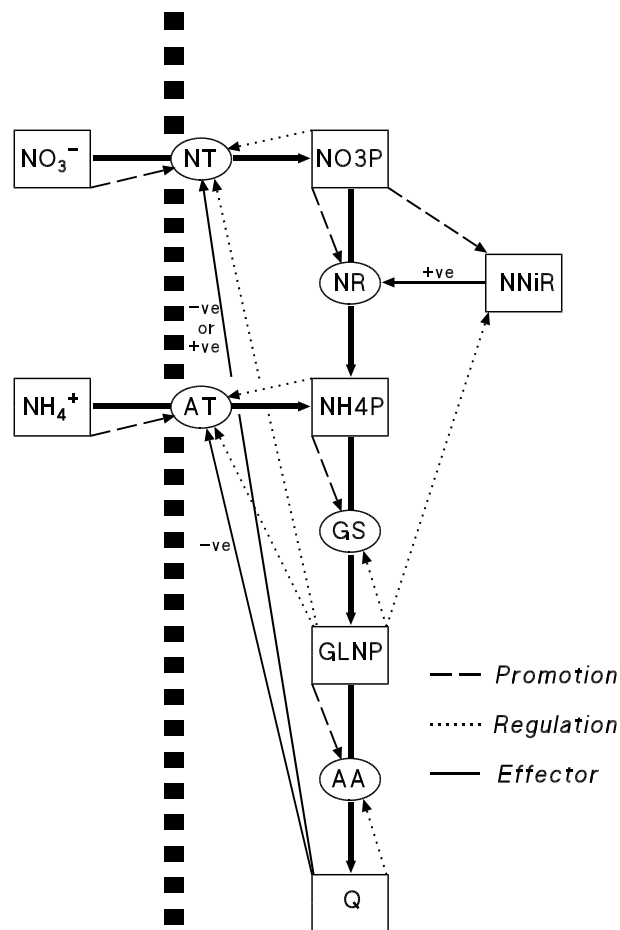 NO₃⁻ NT NO3P
NR +ve NNiR
−ve
or
+ve
NH₄⁺ AT NH4P
GS
−ve
GLNP
Promotion
Regulation
AA Effector
Q